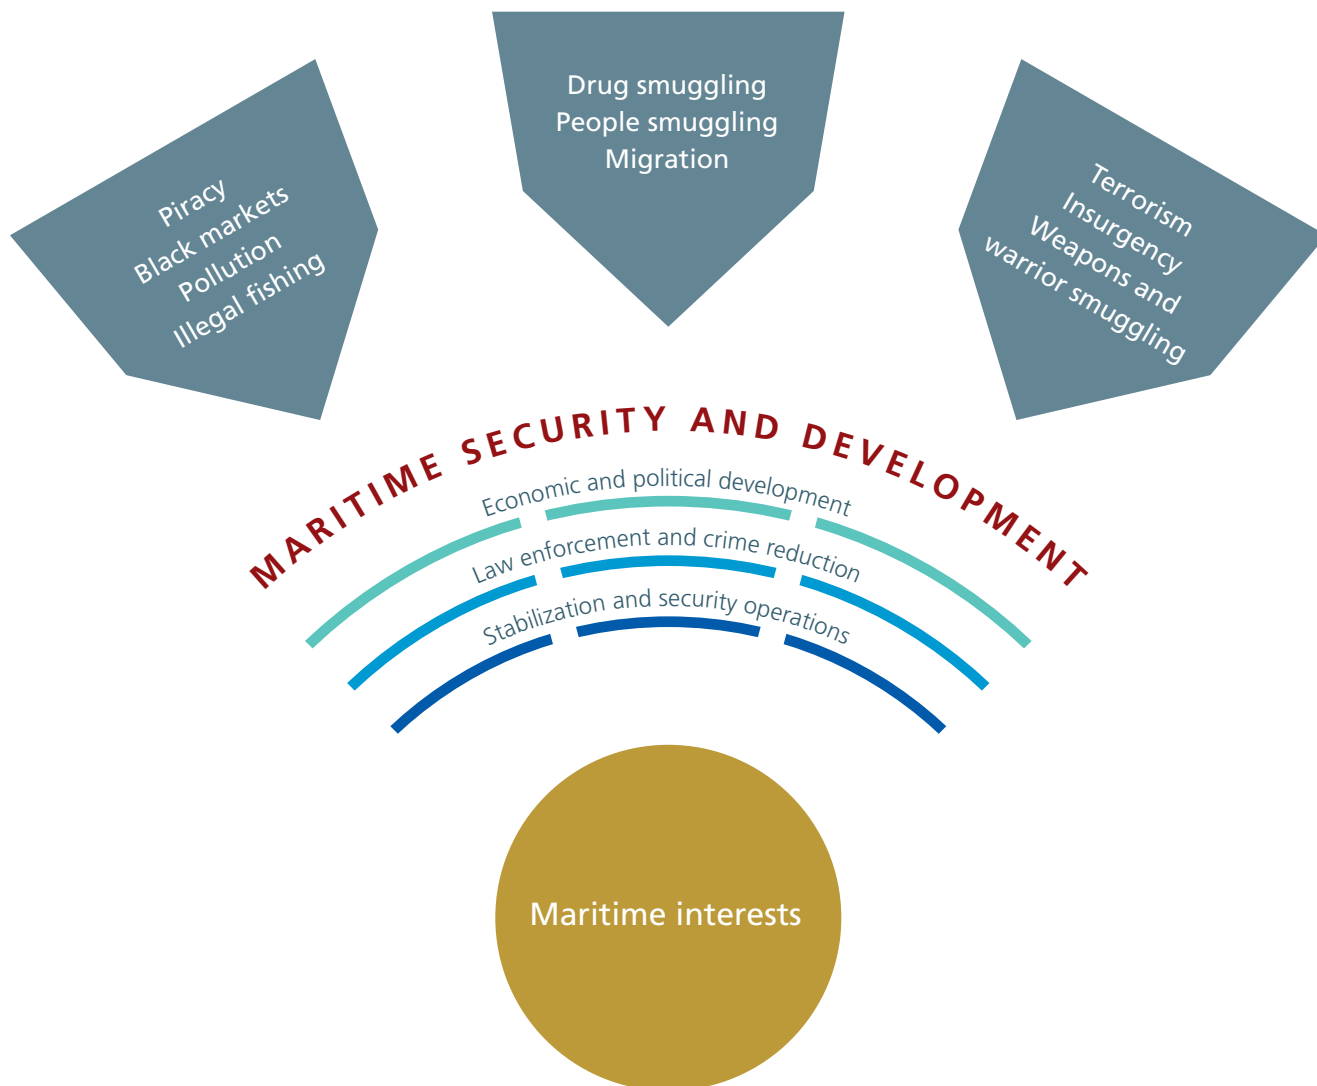 Piracy
Black markets
Pollution
Illegal fishing
Drug smuggling
People smuggling
Migration
Terrorism
Insurgency
Weapons and
warrior smuggling
MARITIME SECURITY AND DEVELOPMENT
Economic and political development
Law enforcement and crime reduction
Stabilization and security operations
Maritime interests